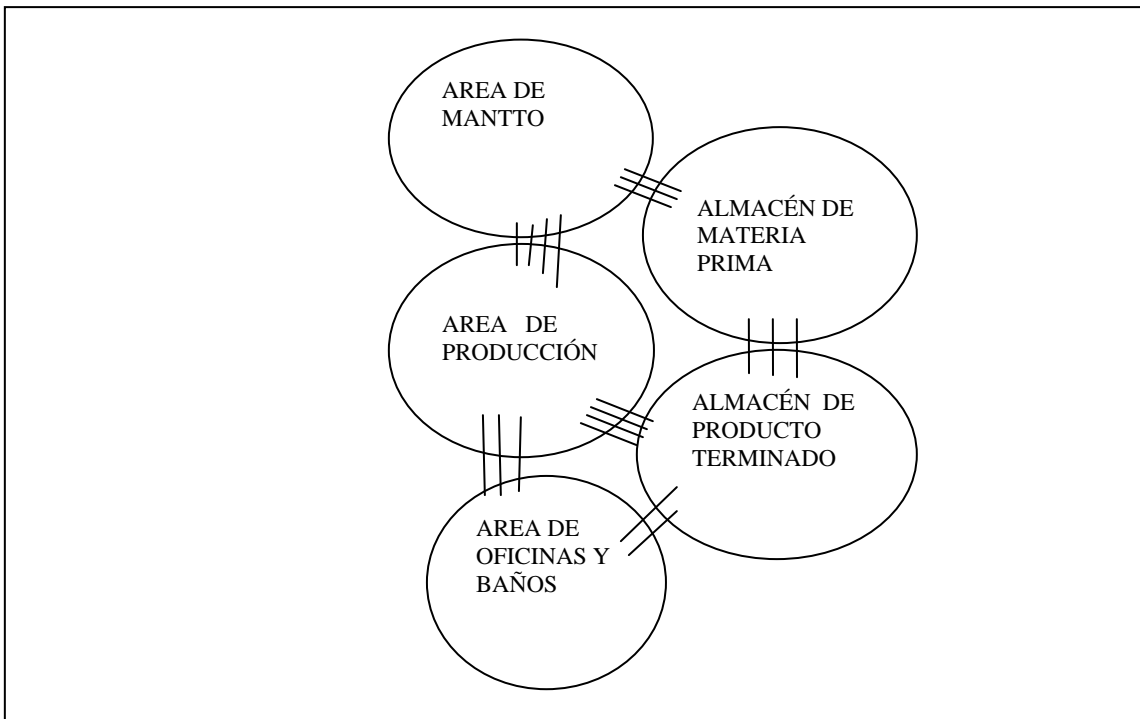 AREA DE
MANTTO
ALMACÉN DE
MATERIA
PRIMA
AREA DE
PRODUCCIÓN
ALMACÉN DE
PRODUCTO
TERMINADO
AREA DE
OFICINAS Y
BAÑOS